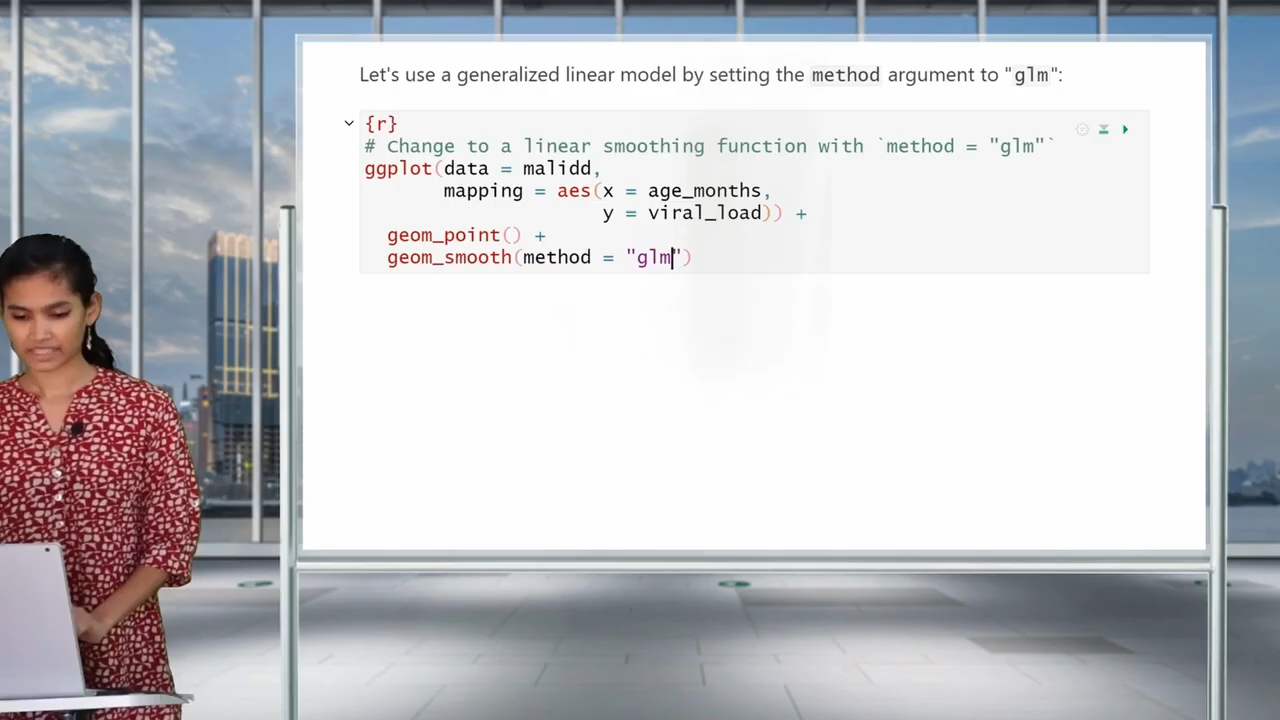 Let's use a generalized linear model by setting the method argument to "glm":
{r}
# Change to a linear smoothing function with `method = "glm"`
ggplot(data = malidd,
mapping = aes(x = age_months,
y = viral_load)) +
geom_point() +
geom_smooth(method = "glm")